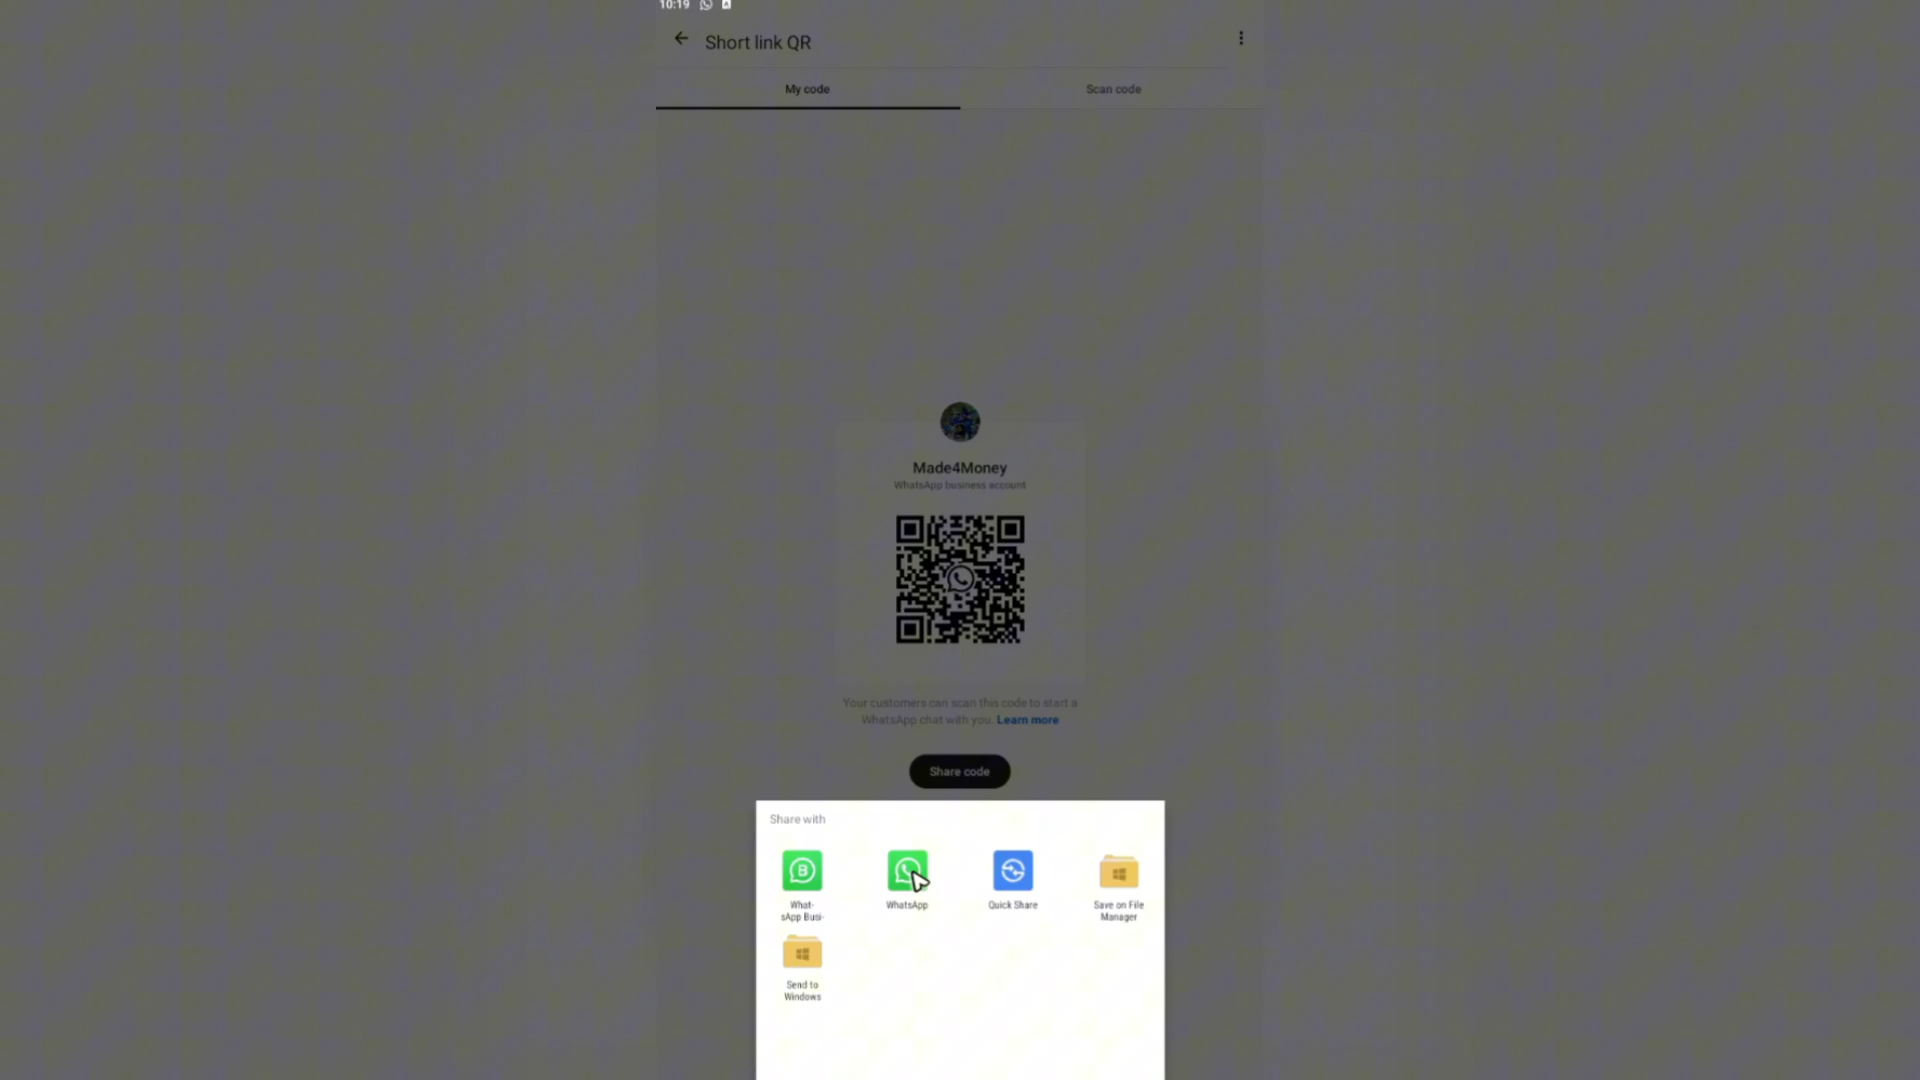 10:19
Short link QR
My code
Scan code
Made4Money
WhatsApp business account
Your customers can scan this code to start a
WhatsApp chat with you. Learn more
Share code
Share with
What-
sApp Busi-
WhatsApp
Quick Share
Save on File
Manager
Send to
Windows